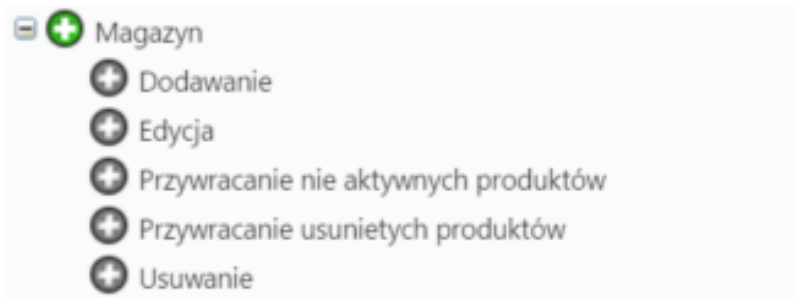 Magazyn
Dodawanie
Edycja
Przywracanie nie aktywnych produktów
Przywracanie usunietych produktów
Usuwanie